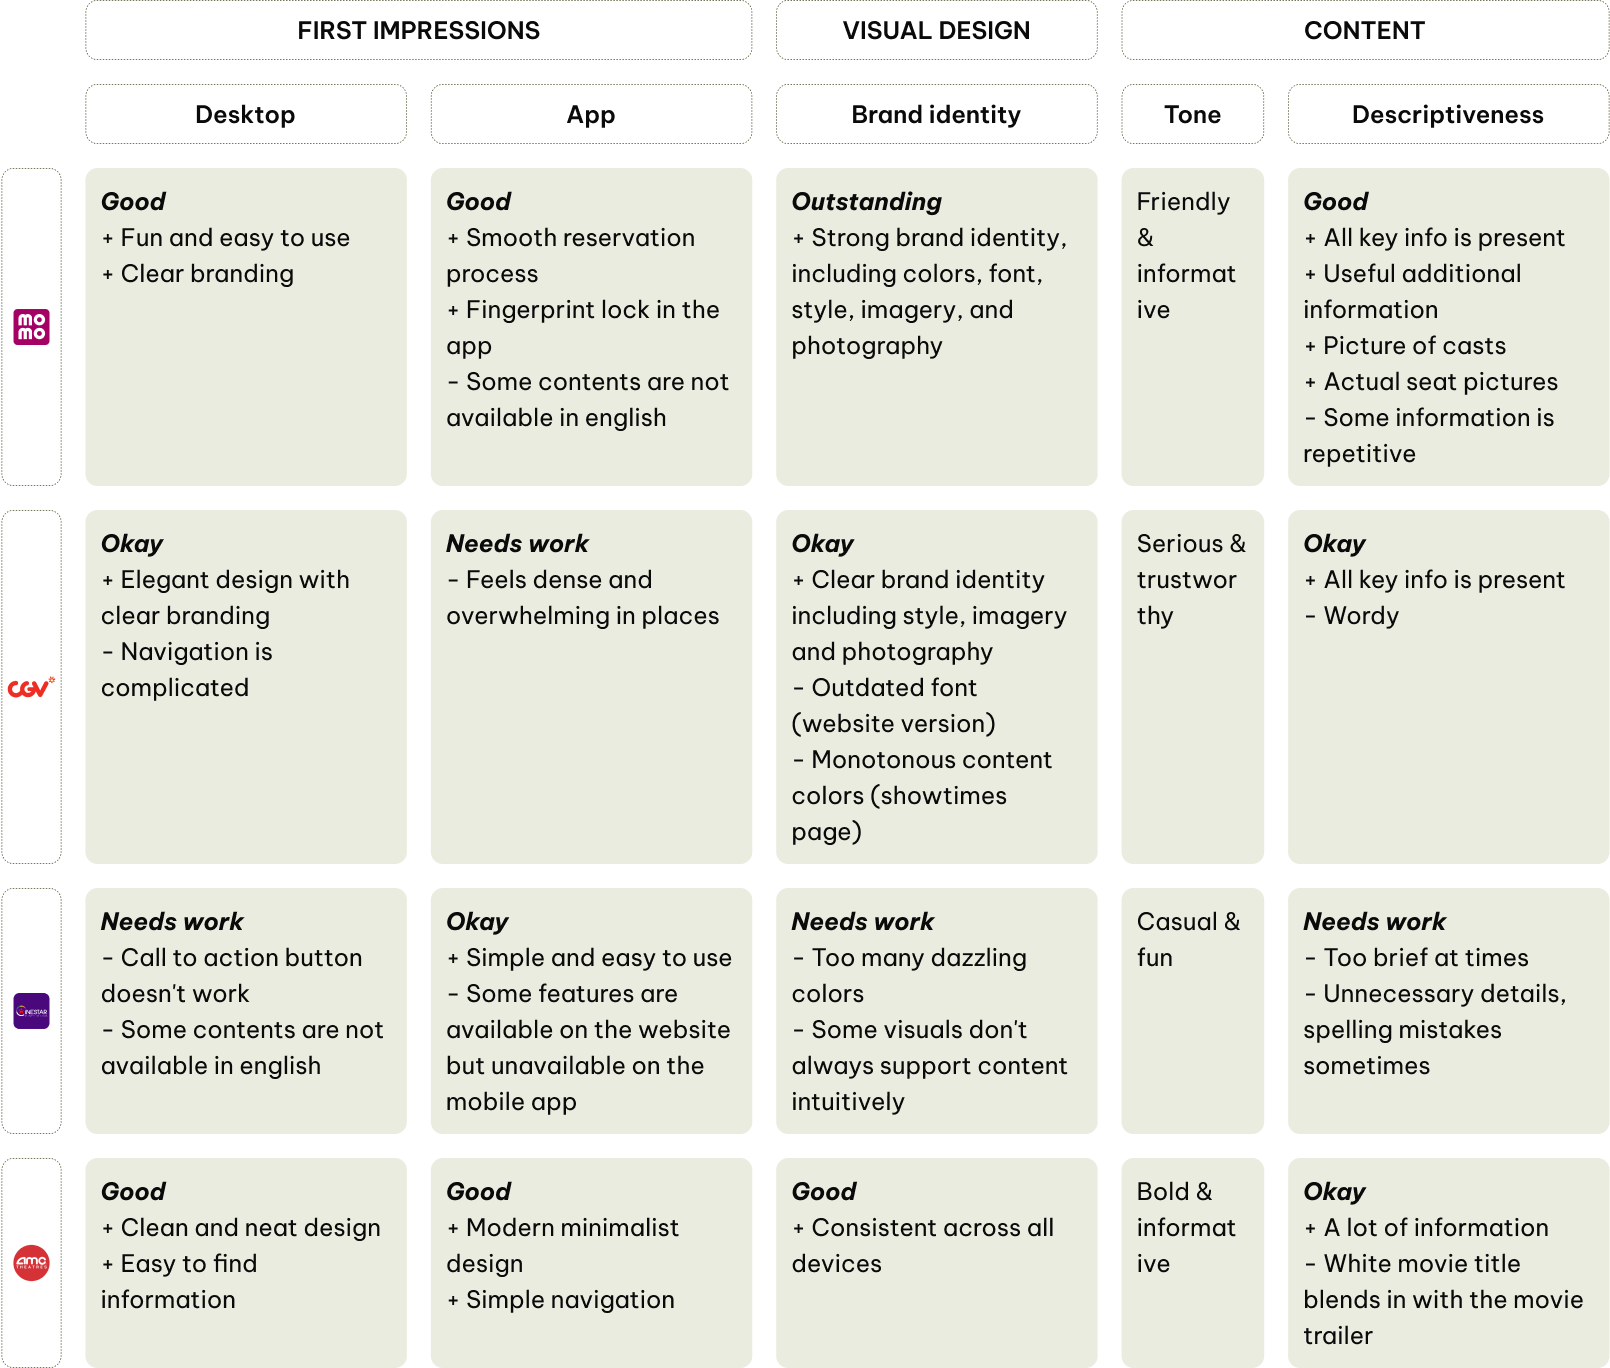 FIRST IMPRESSIONS
VISUAL DESIGN
CONTENT
Desktop
App
Brand identity
Tone
Descriptiveness
mo
mo
Good
+ Fun and easy to use
+ Clear branding
Good
+ Smooth reservation
process
+ Fingerprint lock in the
app
- Some contents are not
available in english
Outstanding
+ Strong brand identity,
including colors, font,
style, imagery, and
photography
Friendly
&
informat
ive
Good
+ All key info is present
+ Useful additional
information
+ Picture of casts
+ Actual seat pictures
- Some information is
repetitive
CGV
Okay
+ Elegant design with
clear branding
- Navigation is
complicated
Needs work
- Feels dense and
overwhelming in places
Okay
+ Clear brand identity
including style, imagery
and photography
- Outdated font
(website version)
- Monotonous content
colors (showtimes
page)
Serious &
trustwor
thy
Okay
+ All key info is present
- Wordy
CINESTAR
Needs work
- Call to action button
doesn't work
- Some contents are not
available in english
Okay
+ Simple and easy to use
- Some features are
available on the website
but unavailable on the
mobile app
Needs work
- Too many dazzling
colors
- Some visuals don't
always support content
intuitively
Casual &
fun
Needs work
- Too brief at times
- Unnecessary details,
spelling mistakes
sometimes
amc
THEATRES
Good
+ Clean and neat design
+ Easy to find
information
Good
+ Modern minimalist
design
+ Simple navigation
Good
+ Consistent across all
devices
Bold &
informat
ive
Okay
+ A lot of information
- White movie title
blends in with the movie
trailer